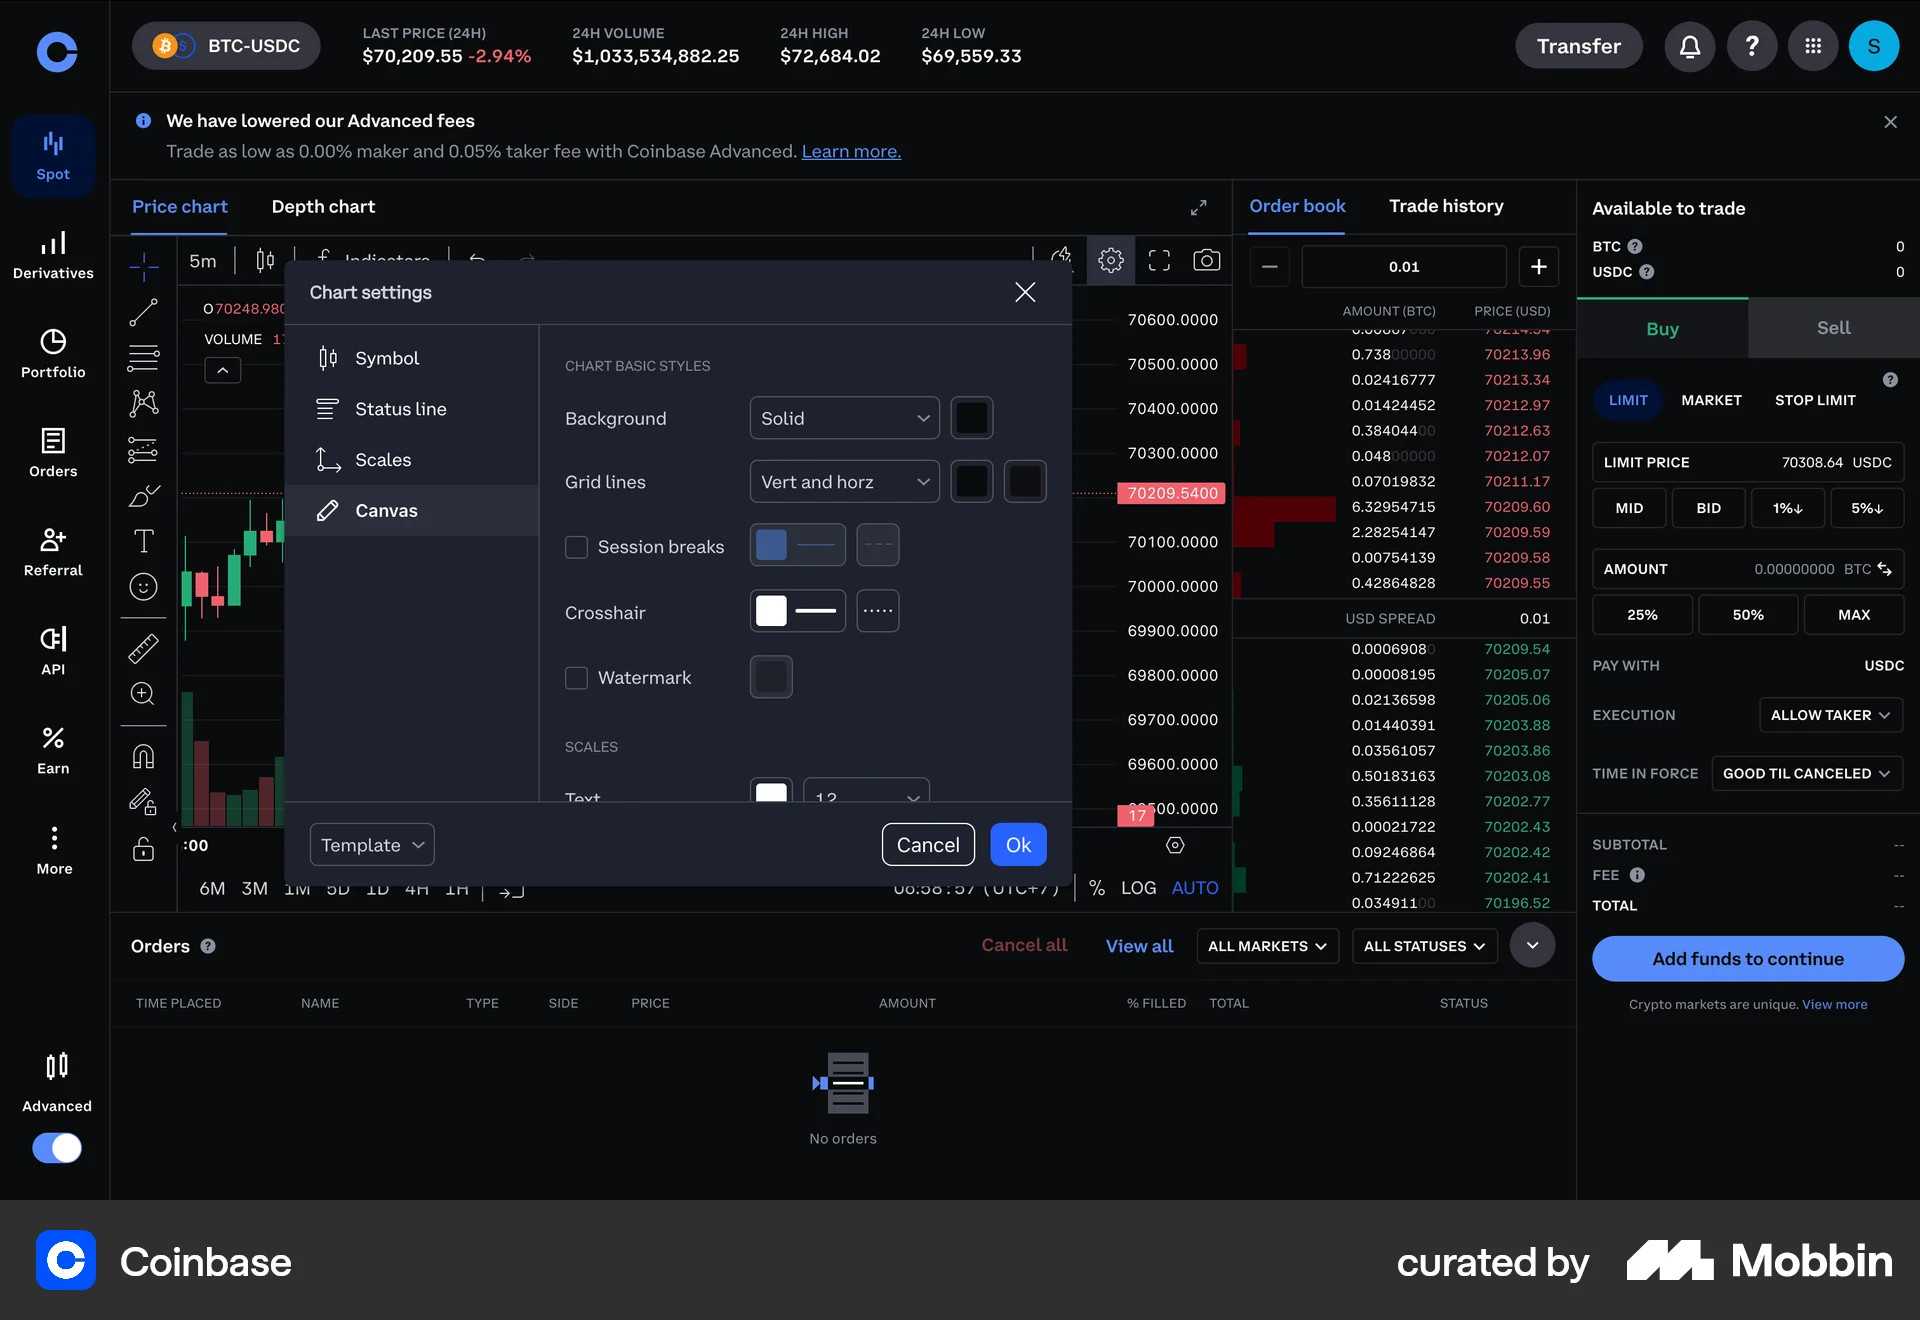 BTC-USDC
LAST PRICE (24H)
$70,209.55 -2.94%
24H VOLUME
$1,033,534,882.25
24H HIGH
$72,684.02
24H LOW
$69,559.33
Transfer
?
S
We have lowered our Advanced fees
Trade as low as 0.00% maker and 0.05% taker fee with Coinbase Advanced. Learn more.
Spot
Derivatives
Portfolio
Orders
Referral
API
Earn
More
Advanced
Price chart
Depth chart
5m
Indicators
O70248.980
VOLUME 17
Chart settings
Symbol
Status line
Scales
Canvas
CHART BASIC STYLES
Background
Solid
Grid lines
Vert and horz
Session breaks
Crosshair
Watermark
SCALES
Text
12
Template
Cancel
Ok
70600.0000
70500.0000
70400.0000
70300.0000
70209.5400
70100.0000
70000.0000
69900.0000
69800.0000
69700.0000
69600.0000
17
:00
6M 3M 1M 5D 1D 4H 1H
06:58:57 (UTC+7)
% LOG AUTO
Order book
Trade history
0.01
AMOUNT (BTC) PRICE (USD)
0.73800000 70213.96
0.02416777 70213.34
0.01424452 70212.97
0.38404400 70212.63
0.04800000 70212.07
0.07019832 70211.17
6.32954715 70209.60
2.28254147 70209.59
0.00754139 70209.58
0.42864828 70209.55
USD SPREAD 0.01
0.00069080 70209.54
0.00008195 70205.07
0.02136598 70205.06
0.01440391 70203.88
0.03561057 70203.86
0.50183163 70203.08
0.35611128 70202.77
0.00021722 70202.43
0.09246864 70202.42
0.71222625 70202.41
0.03491100 70196.52
Available to trade
BTC ? 0
USDC ? 0
Buy
Sell
?
LIMIT
MARKET
STOP LIMIT
LIMIT PRICE 70308.64 USDC
MID
BID
1%↓
5%↓
AMOUNT 0.00000000 BTC
25%
50%
MAX
PAY WITH USDC
EXECUTION ALLOW TAKER
TIME IN FORCE GOOD TIL CANCELED
SUBTOTAL --
FEE --
TOTAL --
Add funds to continue
Crypto markets are unique. View more
Orders ?
Cancel all
View all
ALL MARKETS
ALL STATUSES
TIME PLACED NAME TYPE SIDE PRICE AMOUNT % FILLED TOTAL STATUS
No orders
Coinbase
curated by
Mobbin